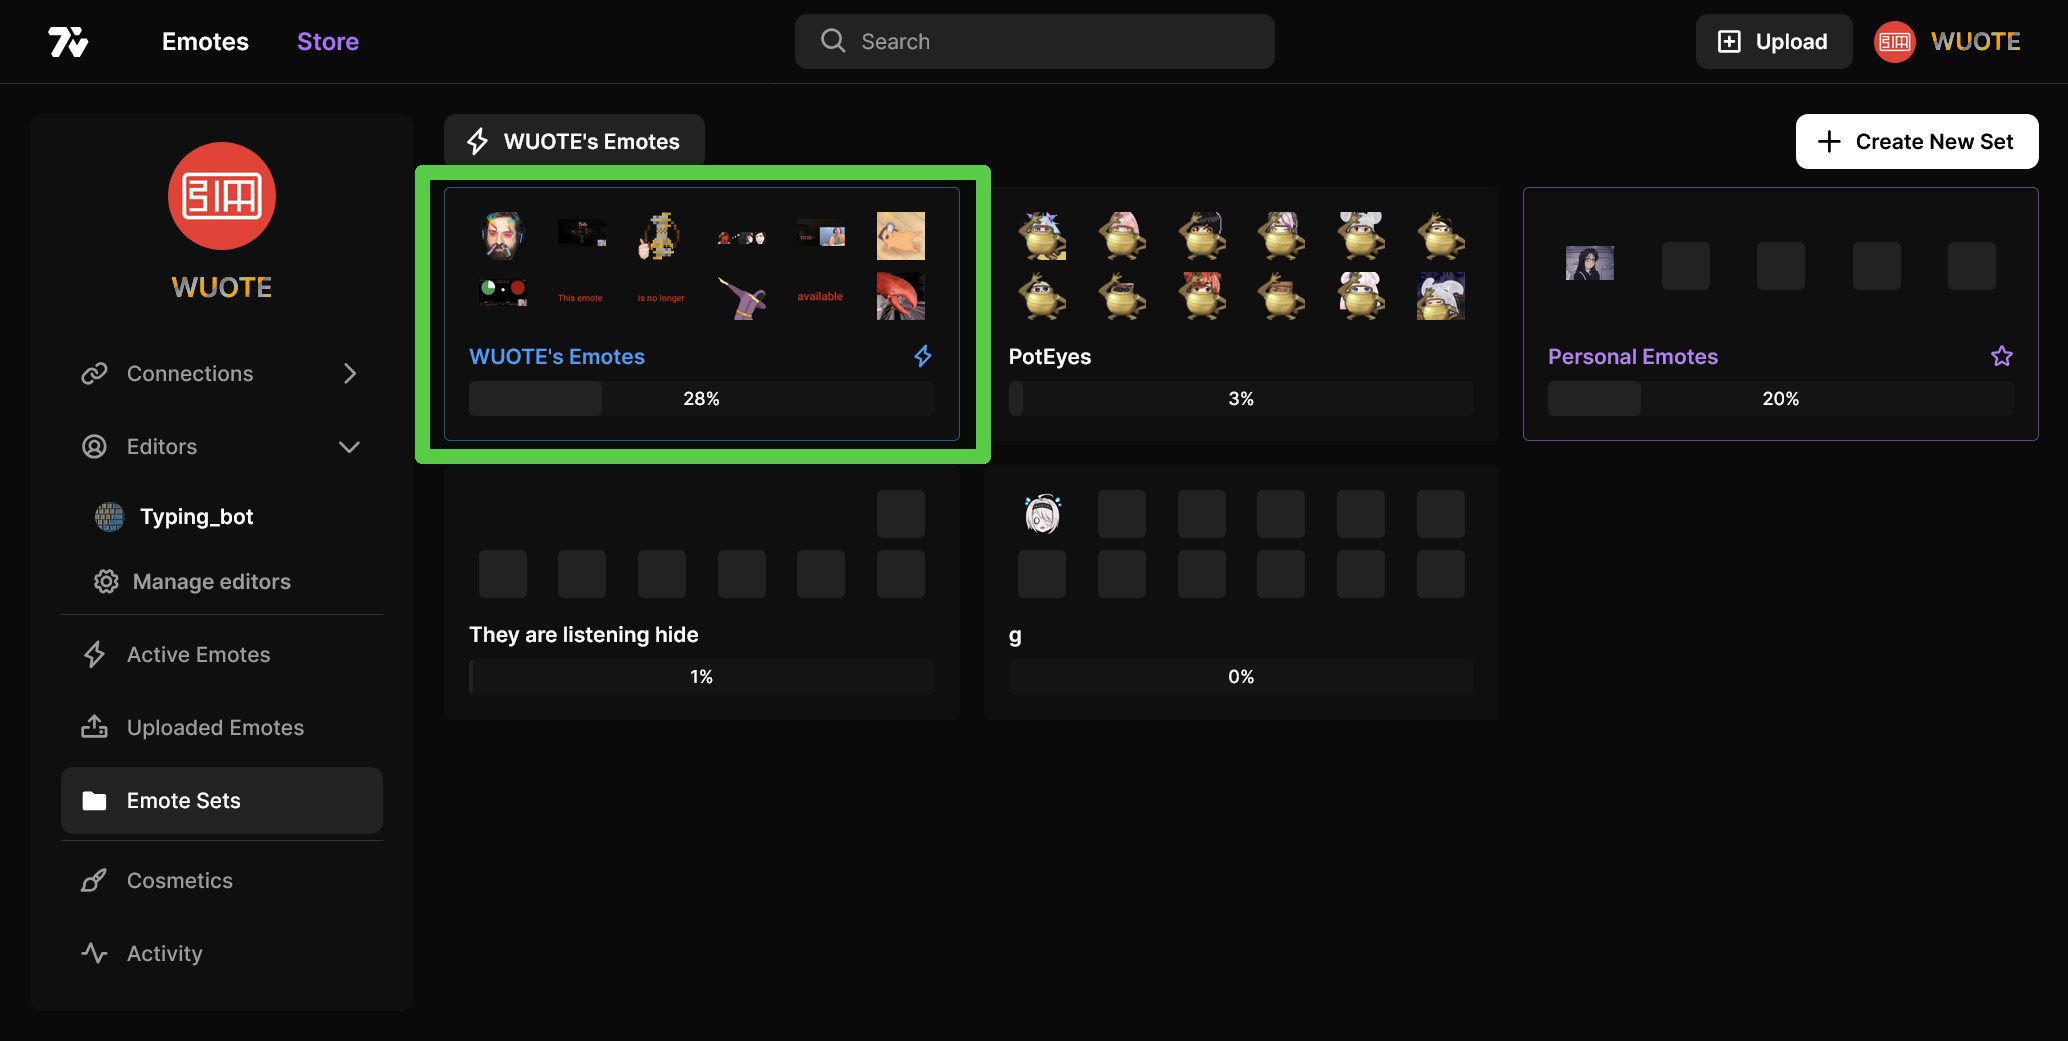 Emotes
Store
Search
Upload
WUOTE
WUOTE
Connections
Editors
Typing_bot
Manage editors
Active Emotes
Uploaded Emotes
Emote Sets
Cosmetics
Activity
WUOTE's Emotes
Create New Set
This emote
is no longer
available
WUOTE's Emotes
28%
PotEyes
3%
Personal Emotes
20%
They are listening hide
1%
g
0%